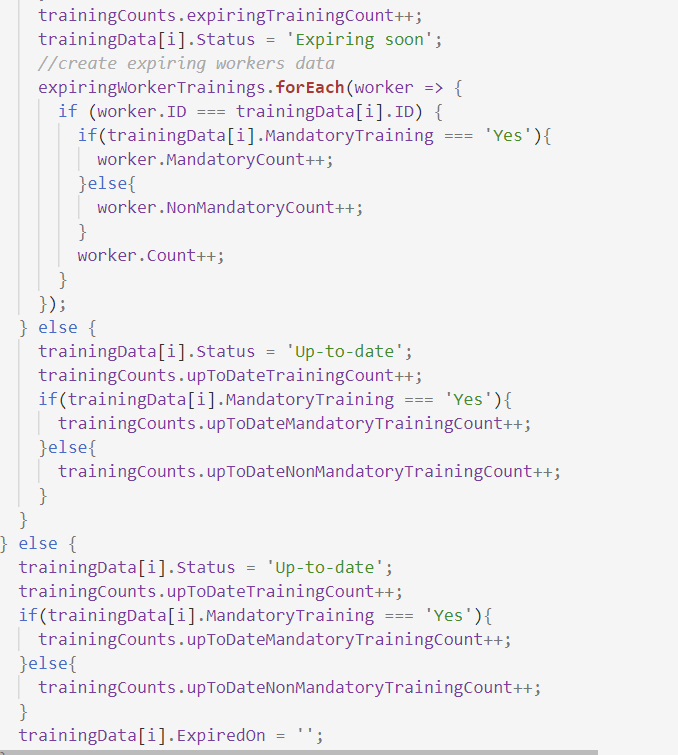 trainingCounts.expiringTrainingCount++;
trainingData[i].Status = 'Expiring soon';
//create expiring workers data
expiringWorkerTrainings.forEach(worker => {
if (worker.ID === trainingData[i].ID) {
if(trainingData[i].MandatoryTraining === 'Yes'){
worker.MandatoryCount++;
}else{
worker.NonMandatoryCount++;
}
worker.Count++;
}
});
} else {
trainingData[i].Status = 'Up-to-date';
trainingCounts.upToDateTrainingCount++;
if(trainingData[i].MandatoryTraining === 'Yes'){
trainingCounts.upToDateMandatoryTrainingCount++;
}else{
trainingCounts.upToDateNonMandatoryTrainingCount++;
}
}
} else {
trainingData[i].Status = 'Up-to-date';
trainingCounts.upToDateTrainingCount++;
if(trainingData[i].MandatoryTraining === 'Yes'){
trainingCounts.upToDateMandatoryTrainingCount++;
}else{
trainingCounts.upToDateNonMandatoryTrainingCount++;
}
trainingData[i].ExpiredOn = '';